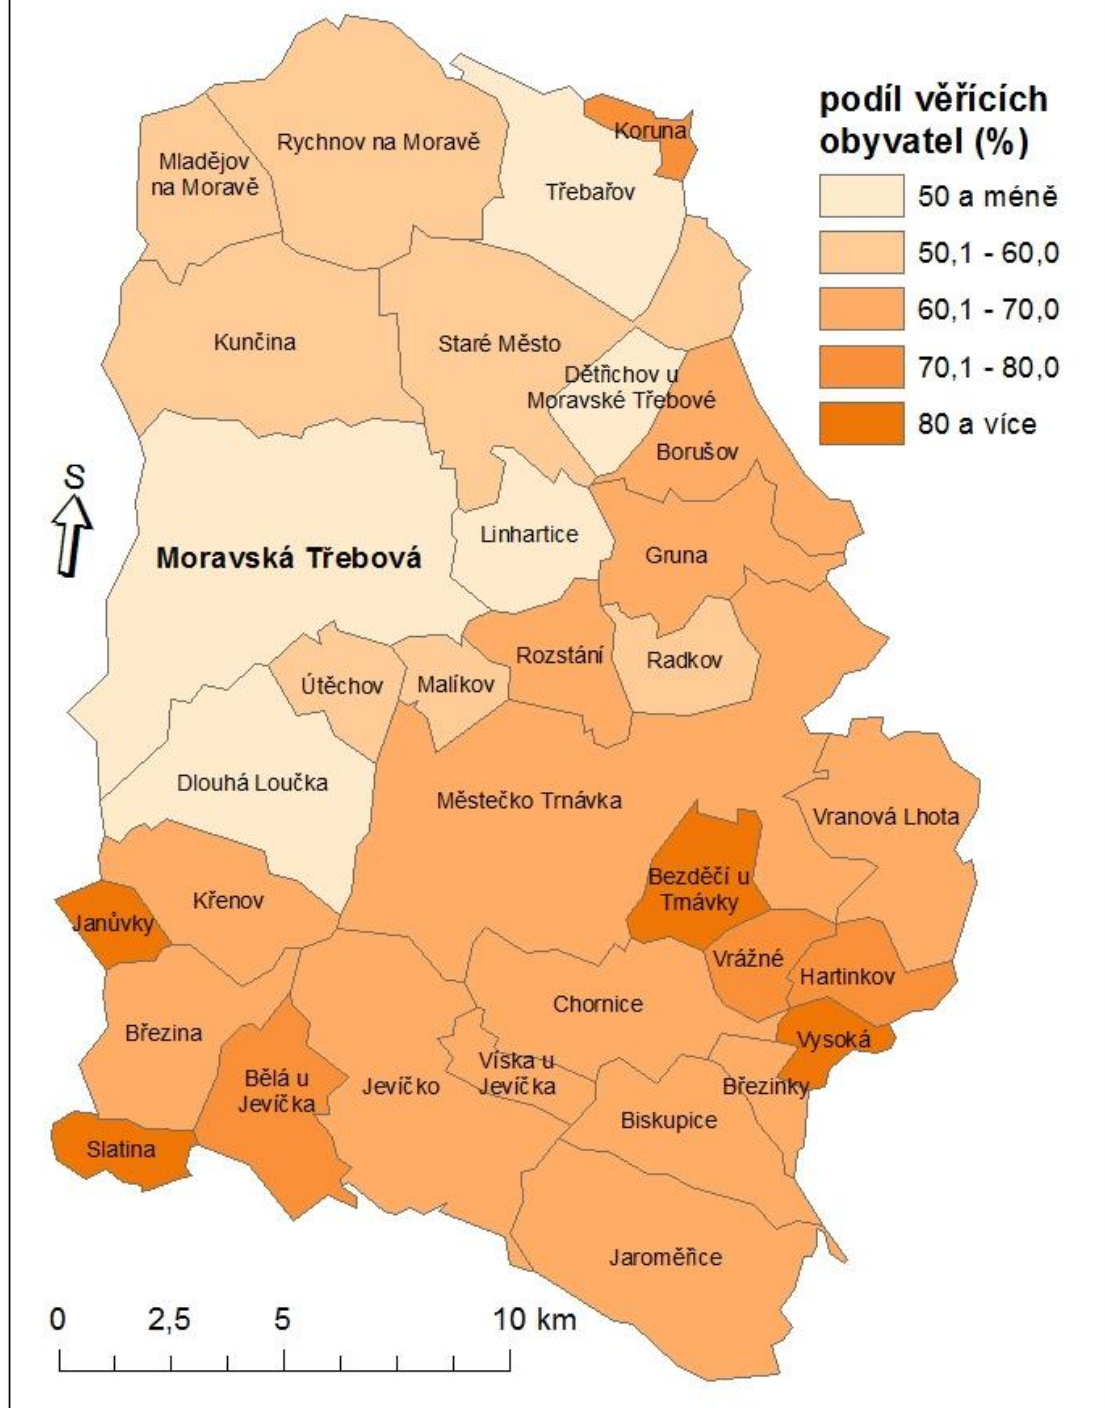 podíl věřících
obyvatel (%)
50 a méně
50,1 - 60,0
60,1 - 70,0
70,1 - 80,0
80 a více
Koruna
Rychnov na Moravě
Mladějov
na Moravě
Třebařov
Kunčina
Staré Město
Dětřichov u
Moravské Třebové
Borušov
S
Linhartice
Moravská Třebová
Gruna
Rozstání
Radkov
Útěchov
Malíkov
Dlouhá Loučka
Městečko Trnávka
Vranová Lhota
Bezděčí u
Trnávky
Křenov
Janůvky
Vrážné
Hartinkov
Chornice
Březina
Vysoká
Víska u
Jevíčka
Bělá u
Jevíčka
Jevíčko
Březinky
Biskupice
Slatina
Jaroměřice
0 2,5 5 10 km